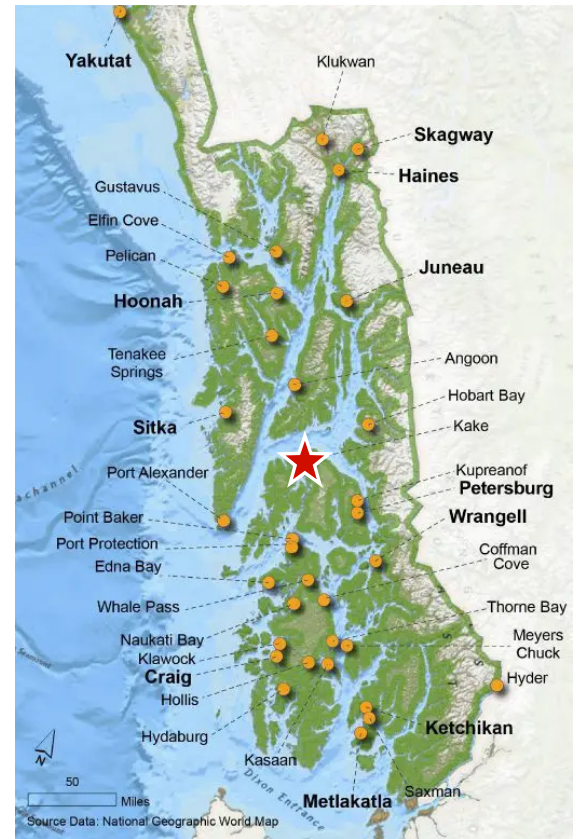 Yakutat
Klukwan
Skagway
Haines
Gustavus
Elfin Cove
Pelican
Juneau
Hoonah
Tenakee
Springs
Angoon
Hobart Bay
Sitka
Kake
Port Alexander
Kupreanof
Petersburg
Point Baker
Wrangell
Port Protection
Coffman
Cove
Edna Bay
Whale Pass
Thorne Bay
Naukati Bay
Meyers
Chuck
Klawock
Craig
Hyder
Hollis
Hydaburg
Ketchikan
Kasaan
Saxman
Metlakatla
Dixon Entrance
N
50
Miles
Source Data: National Geographic World Map